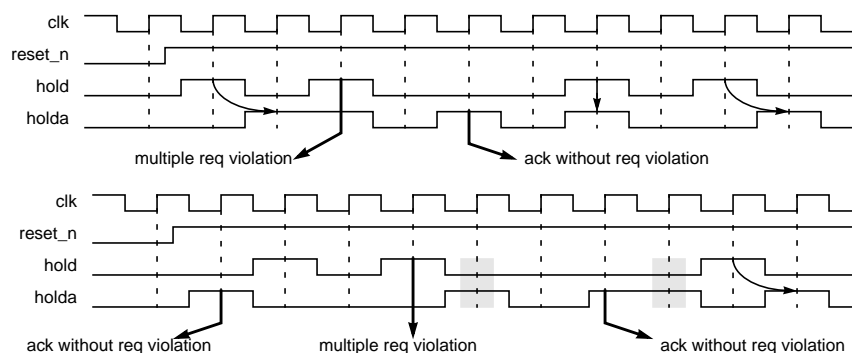 clk
reset_n
hold
holda
multiple req violation
ack without req violation
clk
reset_n
hold
holda
ack without req violation
multiple req violation
ack without req violation